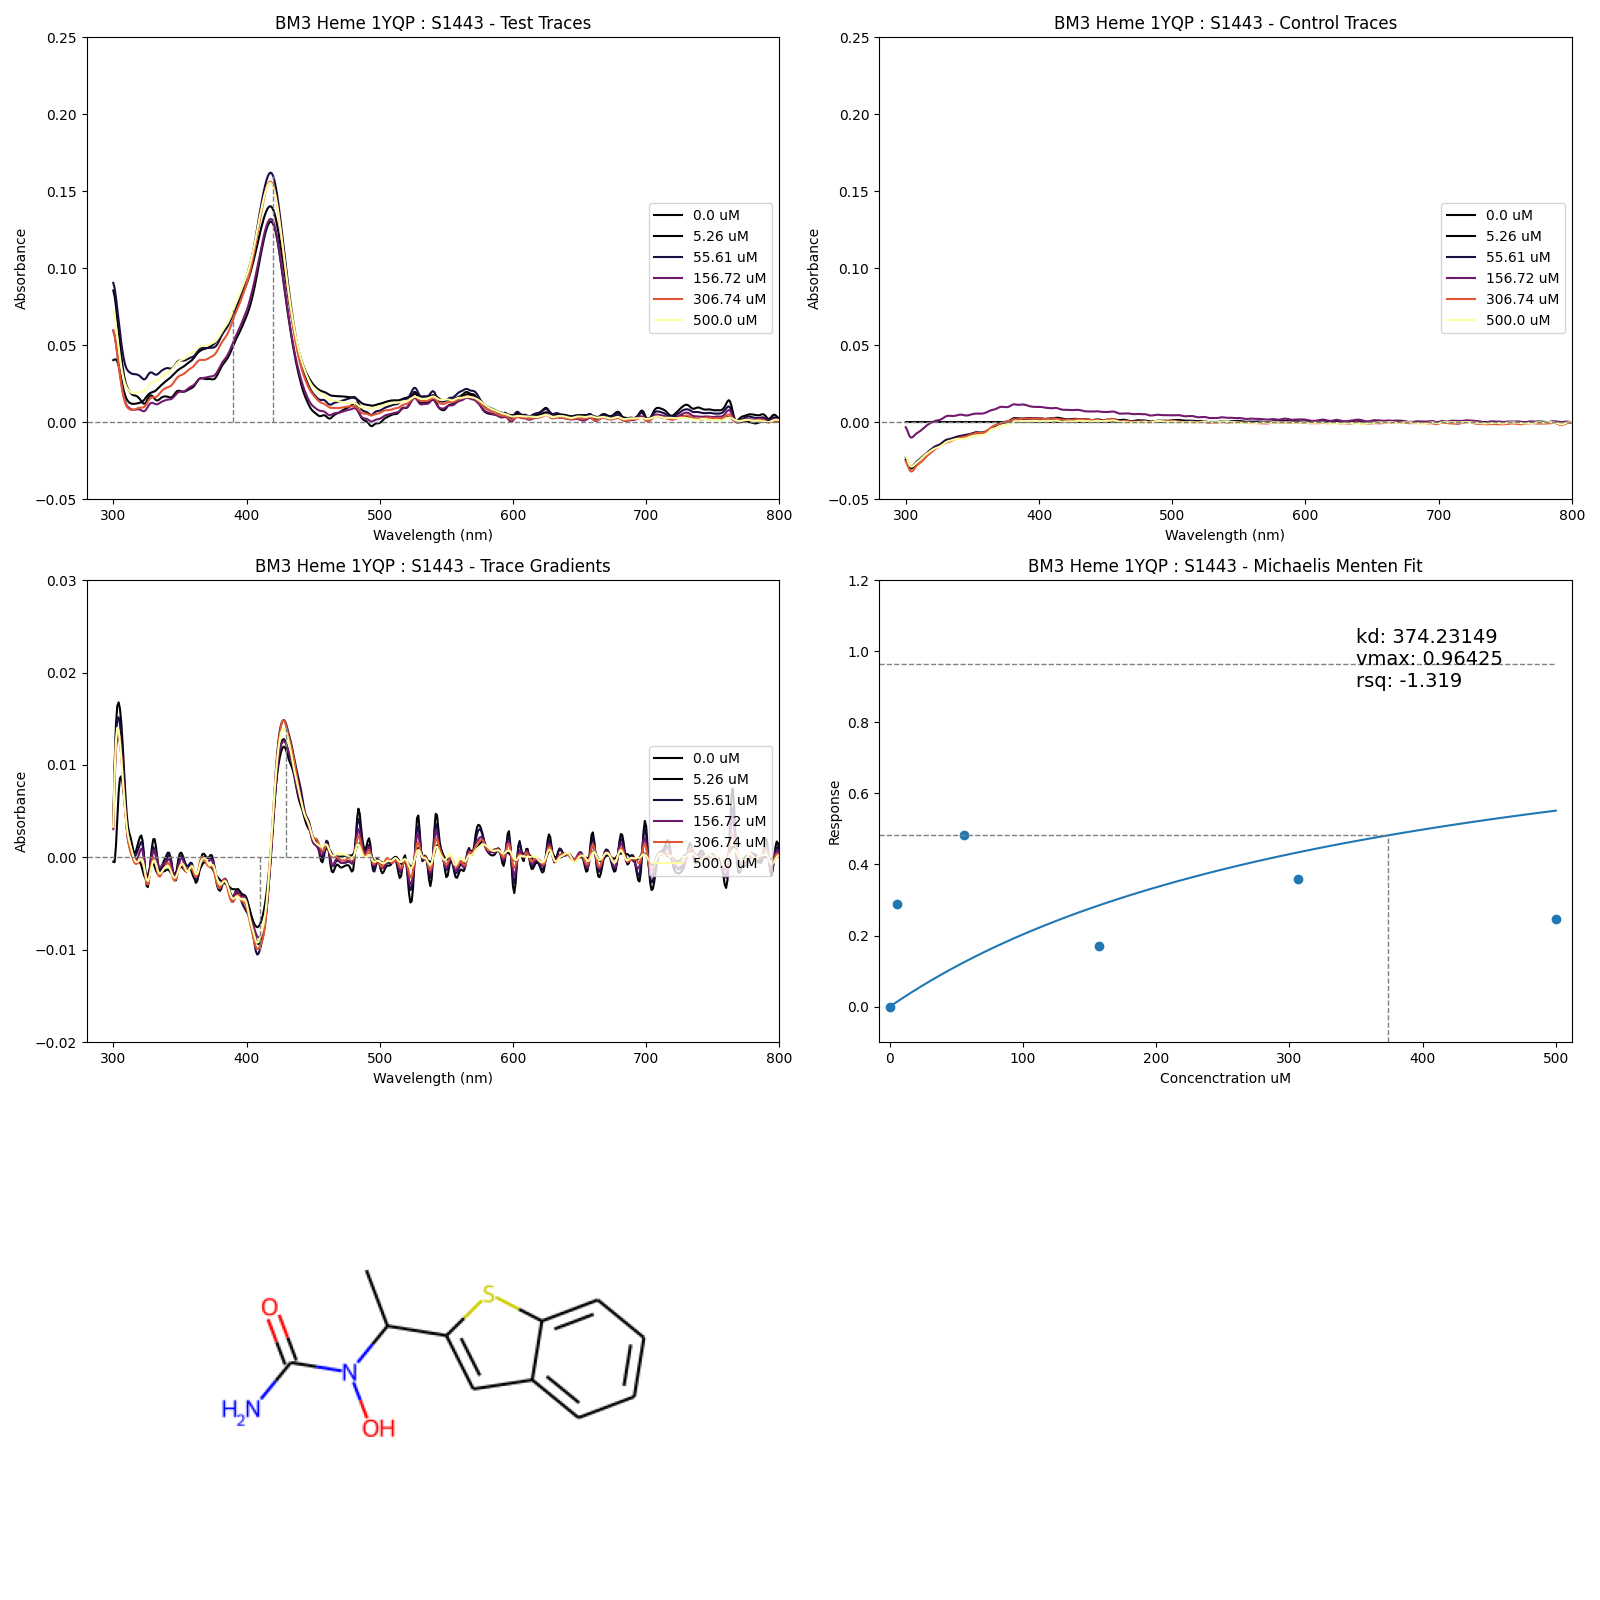 BM3 Heme 1YQP : S1443 - Test Traces
0.25
0.20
0.15
0.10
0.05
0.00
−0.05
Absorbance
0.0 uM
5.26 uM
55.61 uM
156.72 uM
306.74 uM
500.0 uM
300 400 500 600 700 800
Wavelength (nm)
BM3 Heme 1YQP : S1443 - Control Traces
0.25
0.20
0.15
0.10
0.05
0.00
−0.05
Absorbance
0.0 uM
5.26 uM
55.61 uM
156.72 uM
306.74 uM
500.0 uM
300 400 500 600 700 800
Wavelength (nm)
BM3 Heme 1YQP : S1443 - Trace Gradients
0.03
0.02
0.01
0.00
−0.01
−0.02
Absorbance
0.0 uM
5.26 uM
55.61 uM
156.72 uM
306.74 uM
500.0 uM
300 400 500 600 700 800
Wavelength (nm)
BM3 Heme 1YQP : S1443 - Michaelis Menten Fit
1.2
1.0
0.8
0.6
0.4
0.2
0.0
Response
kd: 374.23149
vmax: 0.96425
rsq: -1.319
0 100 200 300 400 500
Concenctration uM
S
O
N
H2N
OH